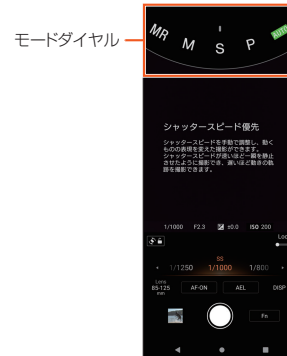 モードダイヤル
MR M S P AUTO
シャッタースピード優先
シャッタースピードを手動で調整し、動く
ものの表現を変えた撮影ができます。
シャッタースピードが速いほど一瞬を静止
させたように撮影でき、遅いほど動きの軌
跡を撮影できます。
1/1000 F2.3 ±0.0 ISO 200
Loc
SS
1/1250 1/1000 1/800
Lens
85-125
mm
AF-ON AEL DISP
Fn